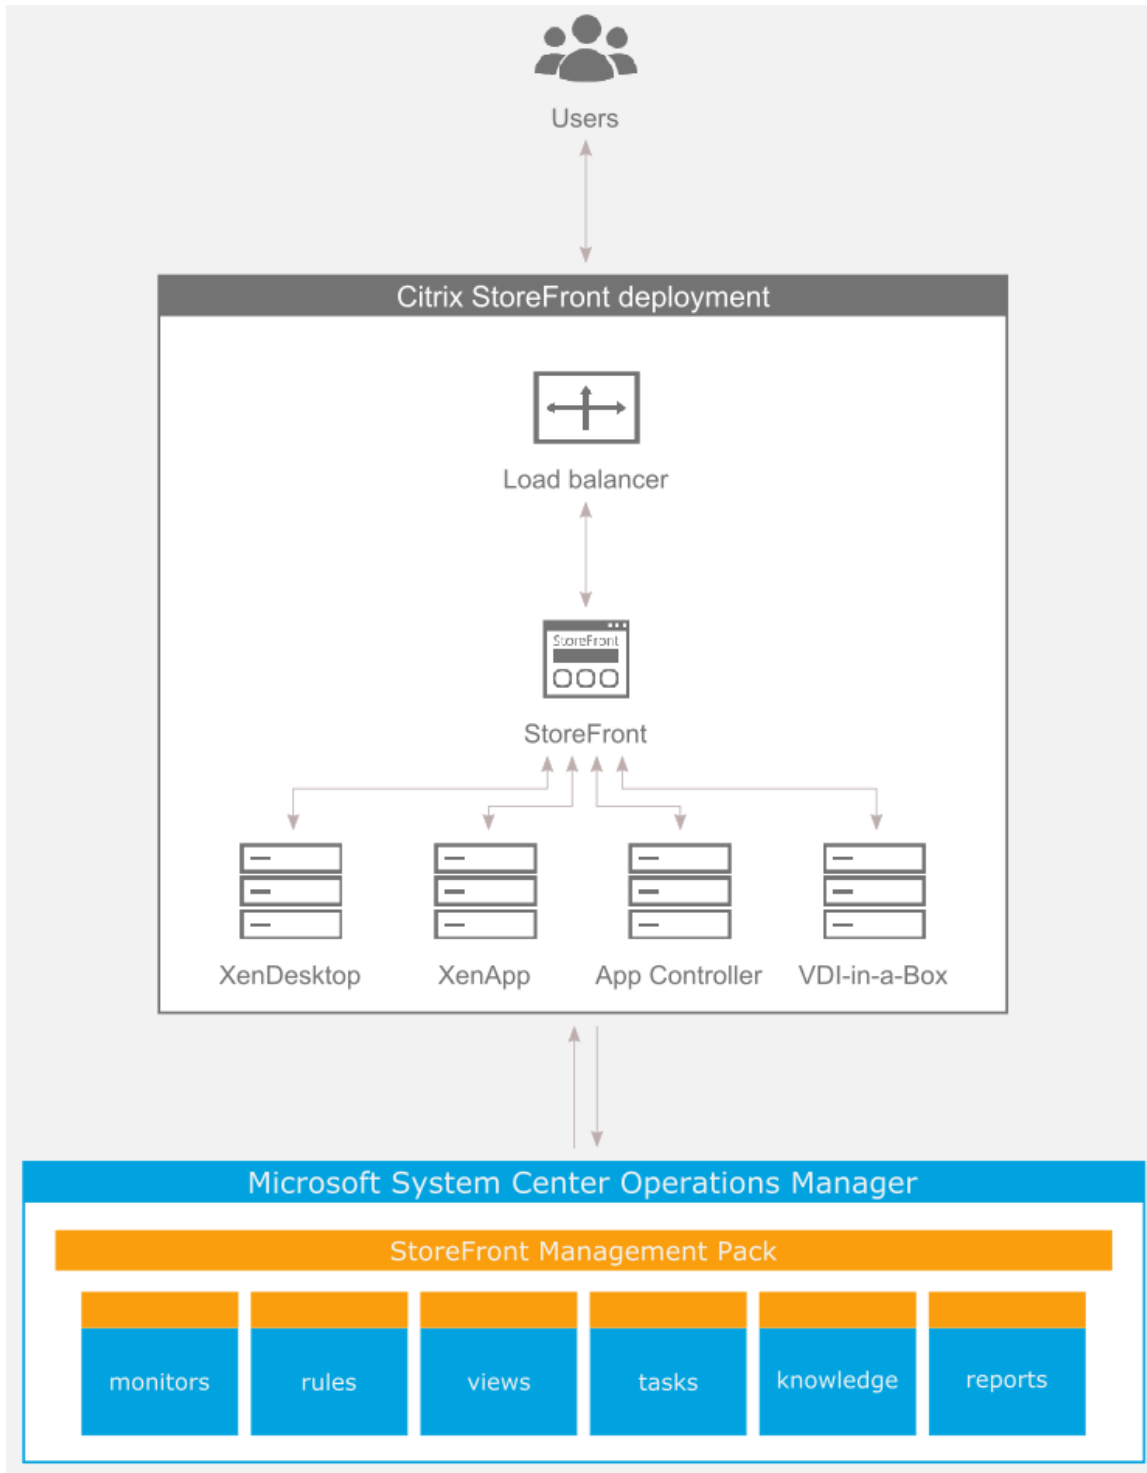 Users
Citrix StoreFront deployment
Load balancer
StoreFront
StoreFront
XenDesktop XenApp App Controller VDI-in-a-Box
Microsoft System Center Operations Manager
StoreFront Management Pack
monitors rules views tasks knowledge reports